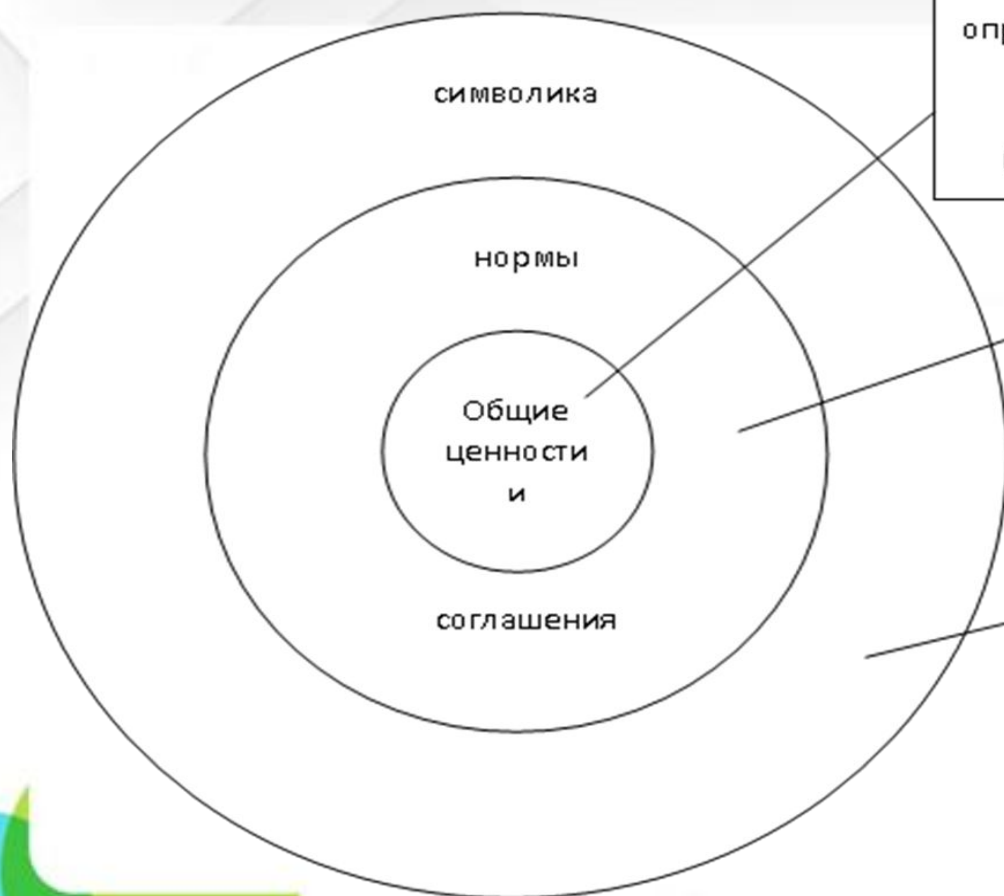 символика
нормы
Общие
ценности
и
соглашения